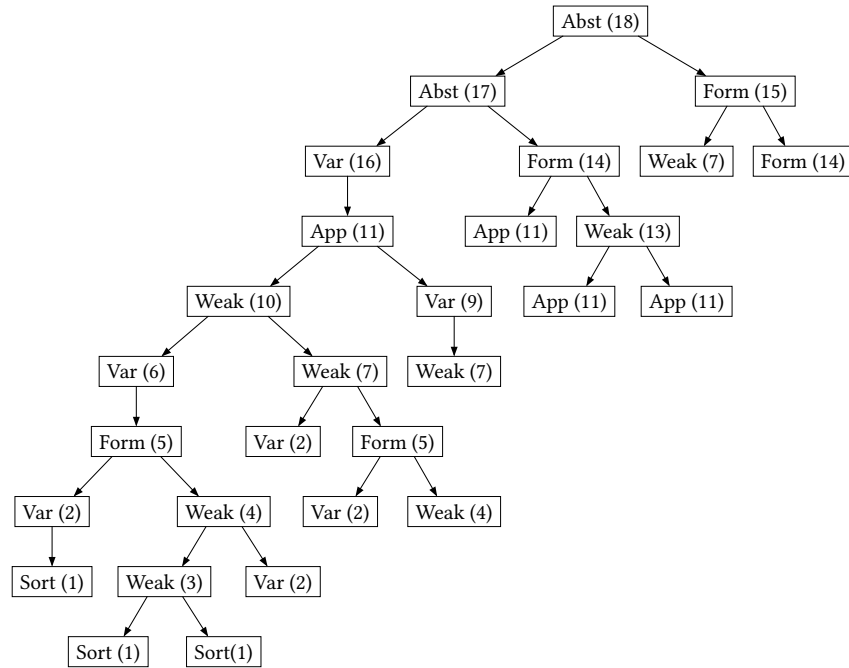 Abst (18)
Abst (17)
Form (15)
Var (16)
Form (14)
Weak (7)
Form (14)
App (11)
App (11)
Weak (13)
Weak (10)
Var (9)
App (11)
App (11)
Var (6)
Weak (7)
Weak (7)
Form (5)
Var (2)
Form (5)
Var (2)
Weak (4)
Var (2)
Weak (4)
Sort (1)
Weak (3)
Var (2)
Sort (1)
Sort(1)